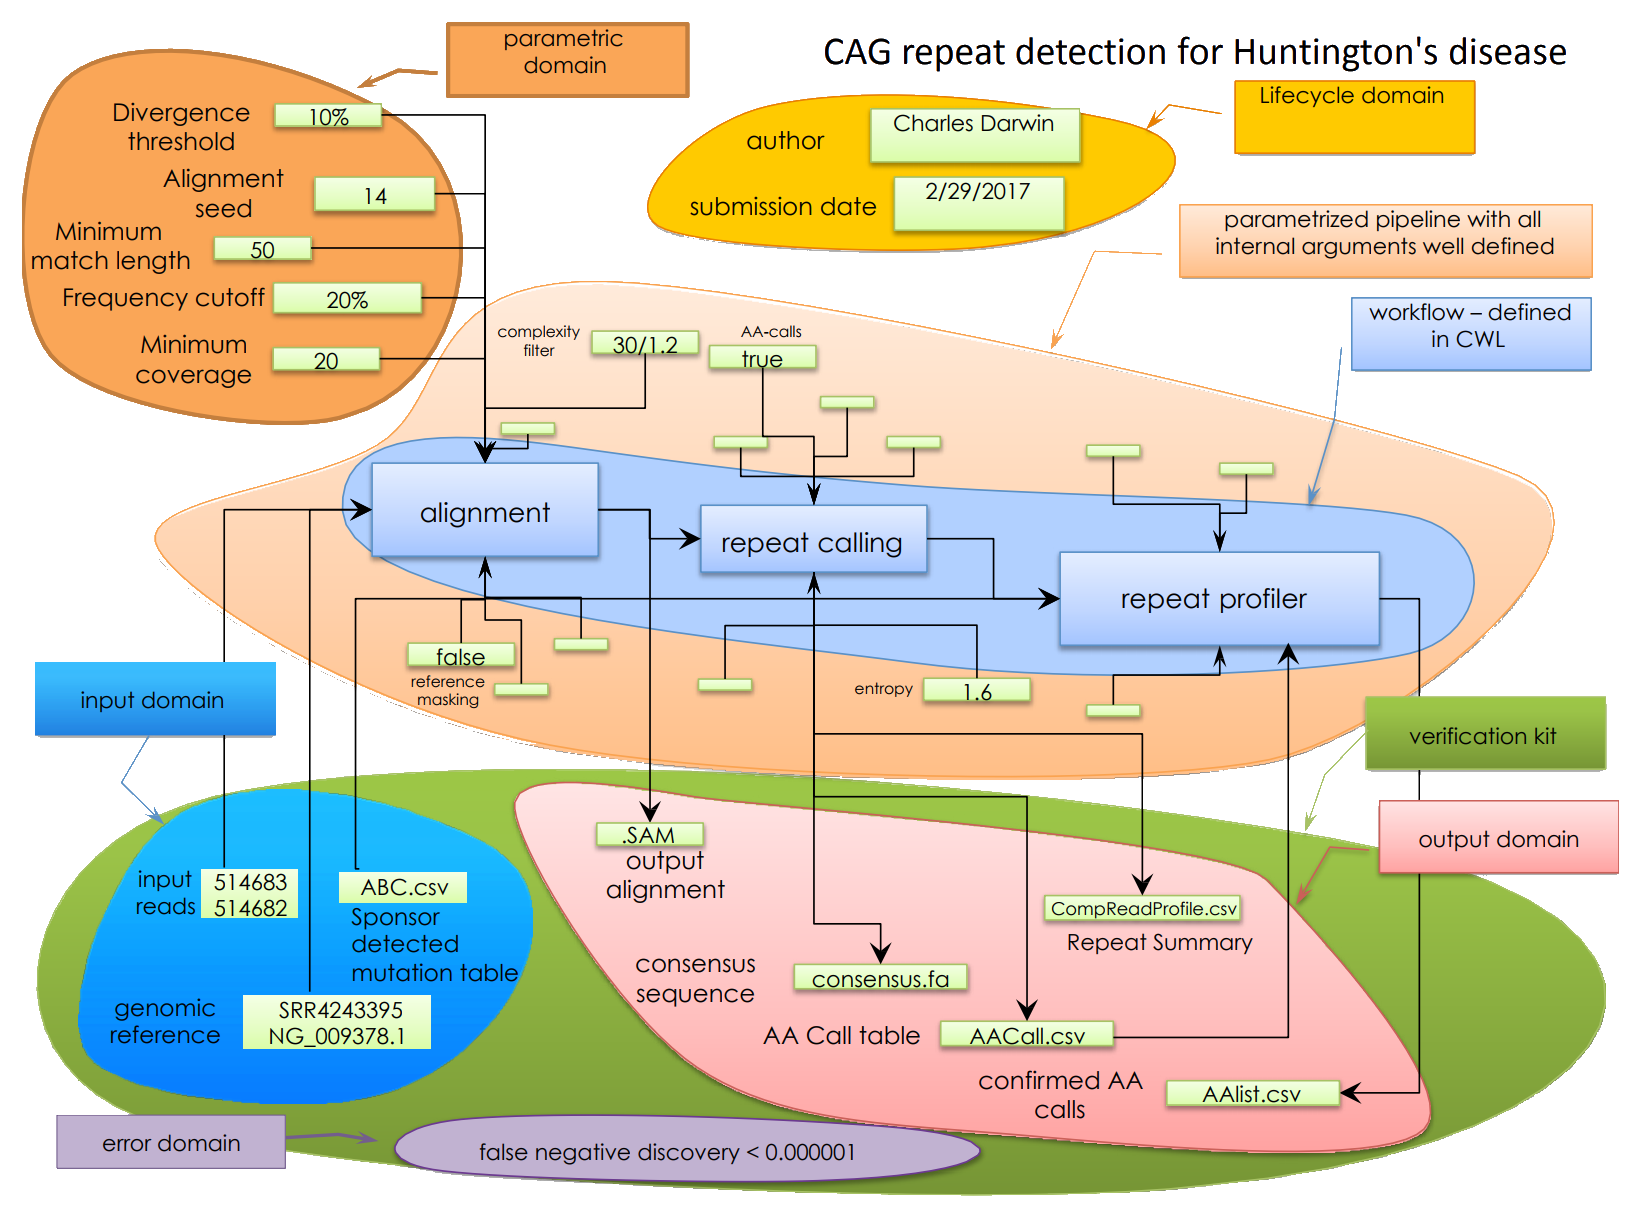 CAG repeat detection for Huntington's disease
parametric
domain
Divergence
threshold
10%
Alignment
seed
14
Minimum
match length
50
Frequency cutoff
20%
Minimum
coverage
20
Lifecycle domain
author
Charles Darwin
submission date
2/29/2017
parametrized pipeline with all
internal arguments well defined
workflow – defined
in CWL
complexity
filter
30/1.2
AA-calls
true
alignment
repeat calling
repeat profiler
false
reference
masking
entropy
1.6
input domain
verification kit
output domain
input
reads
514683
514682
ABC.csv
Sponsor
detected
mutation table
genomic
reference
SRR4243395
NG_009378.1
.SAM
output
alignment
CompReadProfile.csv
Repeat Summary
consensus
sequence
consensus.fa
AA Call table
AACall.csv
confirmed AA
calls
AAlist.csv
error domain
false negative discovery < 0.000001